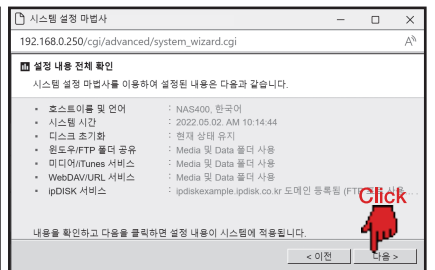 시스템 설정 마법사
192.168.0.250/cgi/advanced/system_wizard.cgi
설정 내용 전체 확인
시스템 설정 마법사를 이용하여 설정된 내용은 다음과 같습니다.
• 호스트이름 및 언어 : NAS400, 한국어
• 시스템 시간 : 2022.05.02. AM 10:14:44
• 디스크 초기화 : 현재 상태 유지
• 윈도우/FTP 폴더 공유 : Media 및 Data 폴더 사용
• 미디어/iTunes 서비스 : Media 및 Data 폴더 사용
• WebDAV/URL 서비스 : Media 및 Data 폴더 사용
• ipDISK 서비스 : ipdiskexample.ipdisk.co.kr 도메인 등록됨 (FTP
Click
내용을 확인하고 다음을 클릭하면 설정 내용이 시스템에 적용됩니다.
< 이전 다음 >